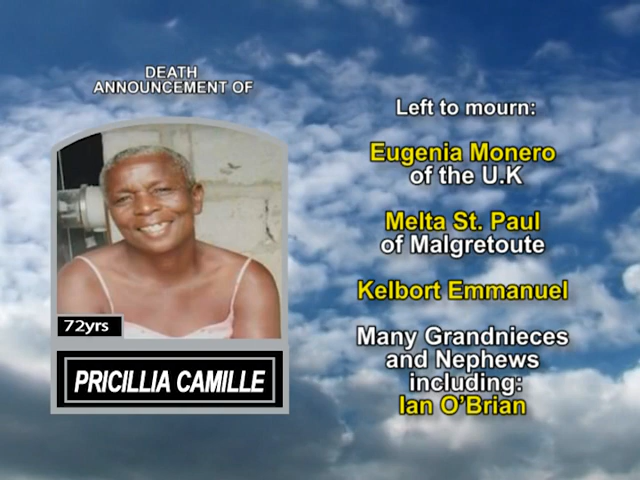 DEATH
ANNOUNCEMENT OF
72yrs
PRICILLIA CAMILLE
Left to mourn:
Eugenia Monero
of the U.K
Melta St. Paul
of Malgretoute
Kelbort Emmanuel
Many Grandnieces
and Nephews
including:
Ian O'Brian